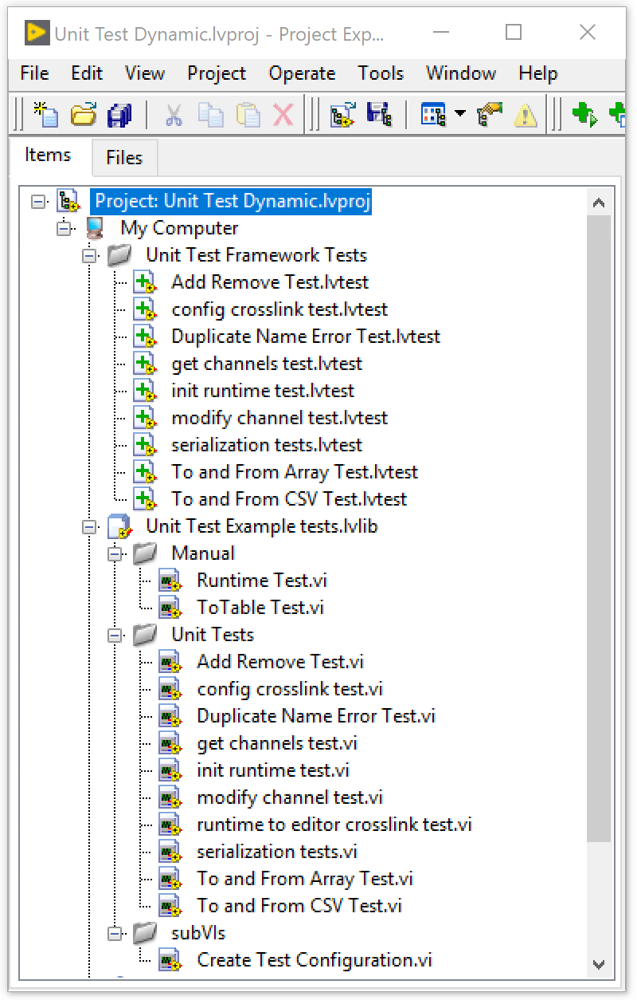 Unit Test Dynamic.lvproj - Project Exp...
File Edit View Project Operate Tools Window Help
Items Files
Project: Unit Test Dynamic.lvproj
My Computer
Unit Test Framework Tests
Add Remove Test.lvtest
config crosslink test.lvtest
Duplicate Name Error Test.lvtest
get channels test.lvtest
init runtime test.lvtest
modify channel test.lvtest
serialization tests.lvtest
To and From Array Test.lvtest
To and From CSV Test.lvtest
Unit Test Example tests.lvlib
Manual
Runtime Test.vi
ToTable Test.vi
Unit Tests
Add Remove Test.vi
config crosslink test.vi
Duplicate Name Error Test.vi
get channels test.vi
init runtime test.vi
modify channel test.vi
runtime to editor crosslink test.vi
serialization tests.vi
To and From Array Test.vi
To and From CSV Test.vi
subVIs
Create Test Configuration.vi